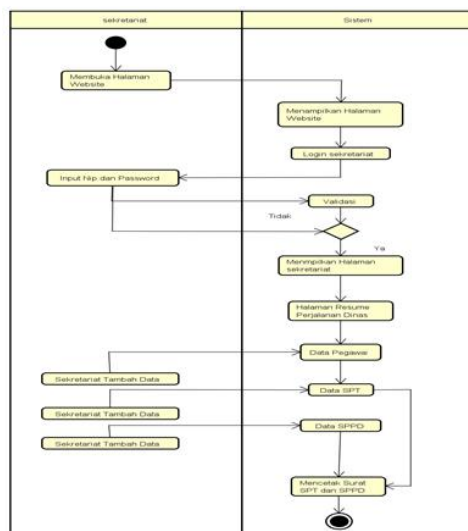 sekretariat
Sistem
Membuka Halaman
Website
Menampilkan Halaman
Website
Login sekretariat
Input Nip dan Password
Validasi
Tidak
Ya
Menmpilkan Halaman
sekretariat
Halaman Resume
Perjalanan Dinas
Data Pegawai
Sekretariat Tambah Data
Data SPT
Sekretariat Tambah Data
Data SPPD
Sekretariat Tambah Data
Mencetak Surat
SPT dan SPPD